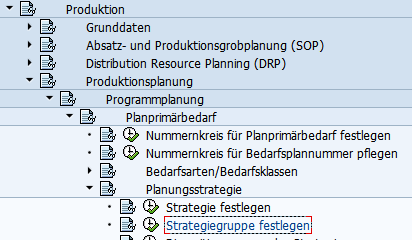 Produktion
Grunddaten
Absatz- und Produktionsgrobplanung (SOP)
Distribution Resource Planning (DRP)
Produktionsplanung
Programmplanung
Planprimärbedarf
Nummernkreis für Planprimärbedarf festlegen
Nummernkreis für Bedarfsplannummer pflegen
Bedarfsarten/Bedarfsklassen
Planungsstrategie
Strategie festlegen
Strategiegruppe festlegen